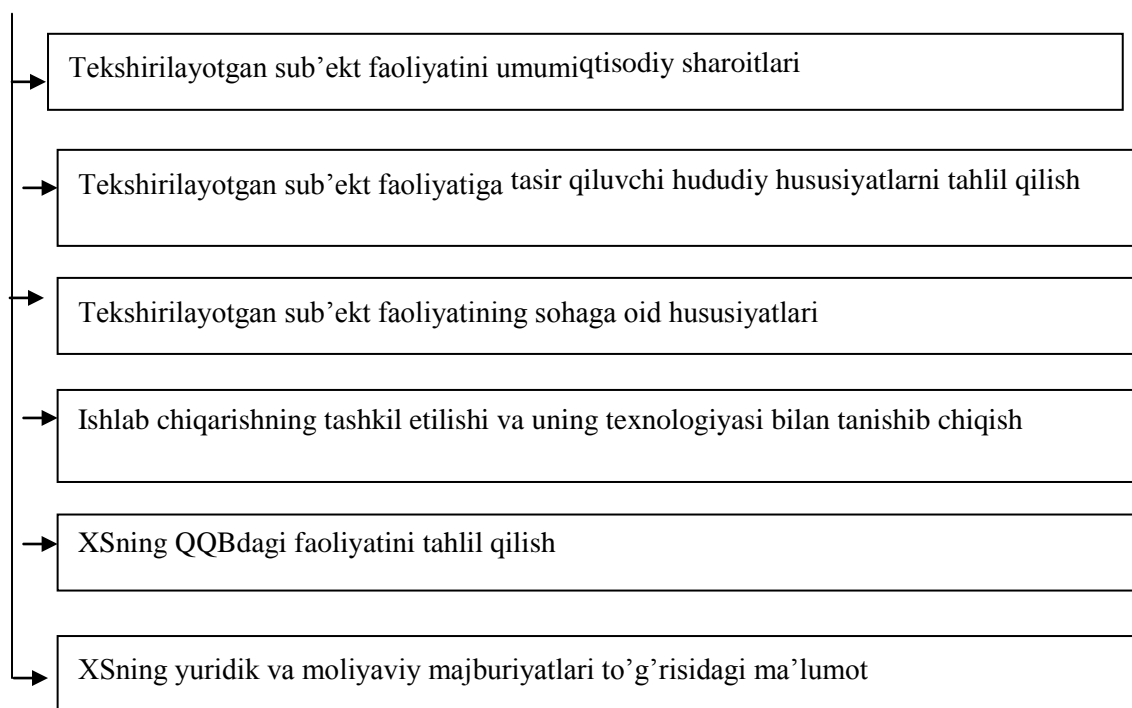 Tekshirilayotgan sub’ekt faoliyatini umumiqtisodiy sharoitlari
Tekshirilayotgan sub’ekt faoliyatiga tasir qiluvchi hududiy hususiyatlarni tahlil qilish
Tekshirilayotgan sub’ekt faoliyatining sohaga oid hususiyatlari
Ishlab chiqarishning tashkil etilishi va uning texnologiyasi bilan tanishib chiqish
XSning QQBdagi faoliyatini tahlil qilish
XSning yuridik va moliyaviy majburiyatlari to’g’risidagi ma’lumot